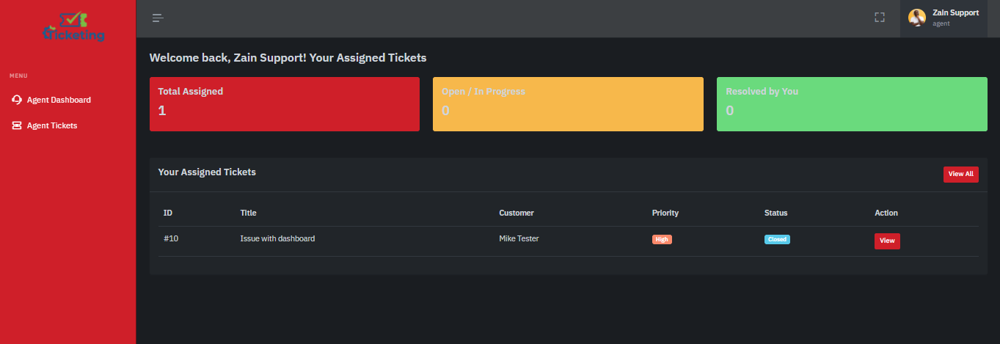 Ticketing
MENU
Agent Dashboard
Agent Tickets
Zain Support
agent
Welcome back, Zain Support! Your Assigned Tickets
Total Assigned
1
Open / In Progress
0
Resolved by You
0
Your Assigned Tickets
View All
ID Title Customer Priority Status Action
#10 Issue with dashboard Mike Tester High Closed View